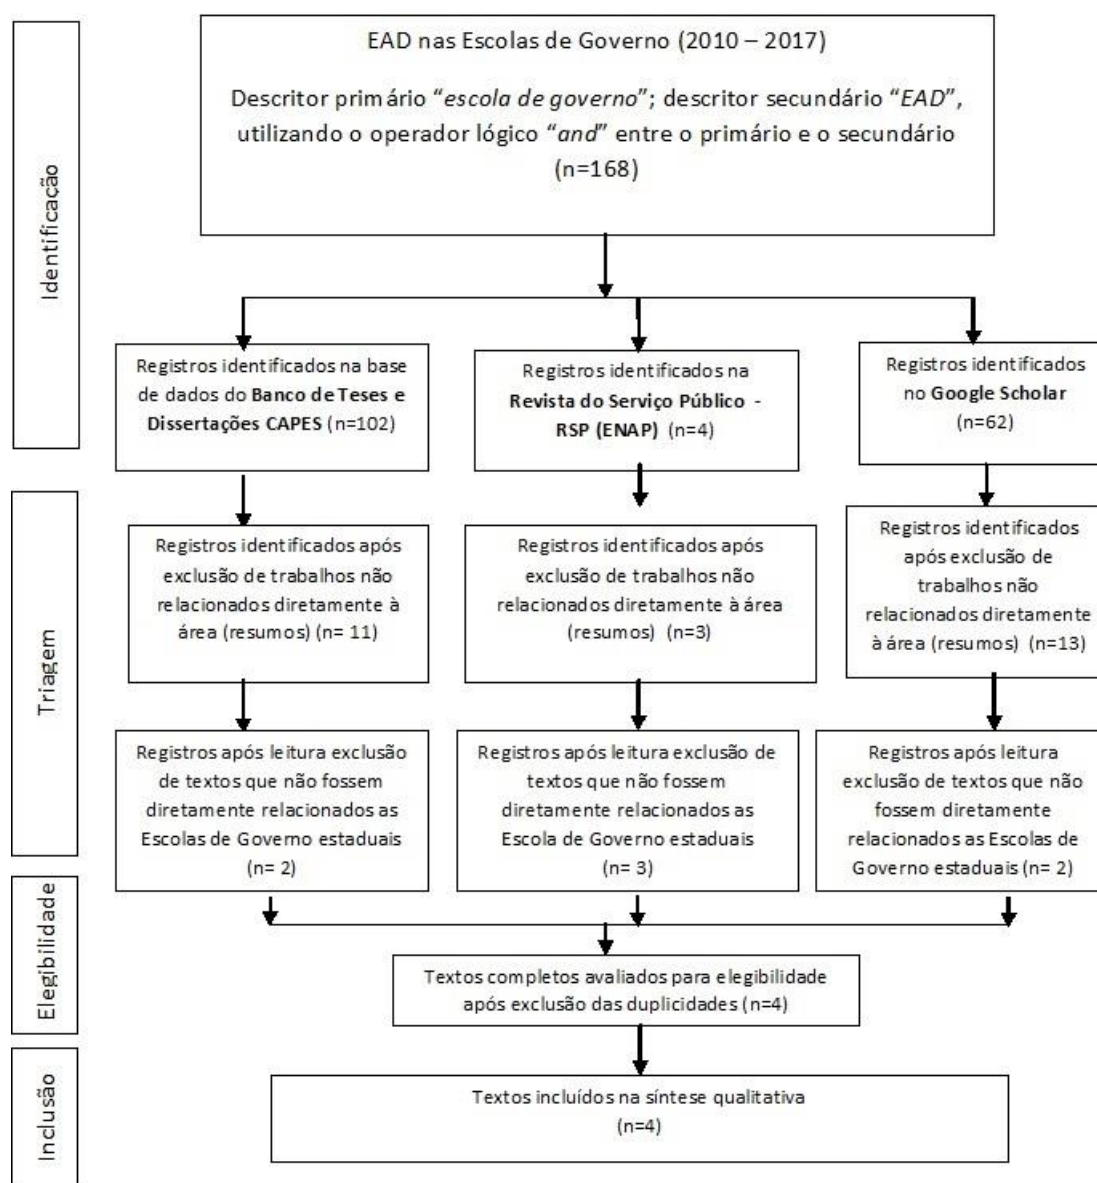 Identificação
EAD nas Escolas de Governo (2010 – 2017)
Descritor primário “escola de governo”; descritor secundário “EAD”,
utilizando o operador lógico “and” entre o primário e o secundário
(n=168)
Registros identificados na base
de dados do Banco de Teses e
Dissertações CAPES (n=102)
Registros identificados na
Revista do Serviço Público -
RSP (ENAP) (n=4)
Registros identificados
no Google Scholar
(n=62)
Triagem
Registros identificados após
exclusão de trabalhos não
relacionados diretamente à
área (resumos) (n= 11)
Registros identificados após
exclusão de trabalhos não
relacionados diretamente à área
(resumos) (n=3)
Registros identificados
após exclusão de
trabalhos não
relacionados diretamente
à área (resumos) (n=13)
Registros após leitura exclusão
de textos que não fossem
diretamente relacionados as
Escolas de Governo estaduais
(n= 2)
Registros após leitura exclusão de
textos que não fossem
diretamente relacionados as
Escola de Governo estaduais
(n= 3)
Registros após leitura
exclusão de textos que não
fossem diretamente
relacionados as Escolas de
Governo estaduais (n= 2)
Elegibilidade
Textos completos avaliados para elegibilidade
após exclusão das duplicidades (n=4)
Inclusão
Textos incluídos na síntese qualitativa
(n=4)